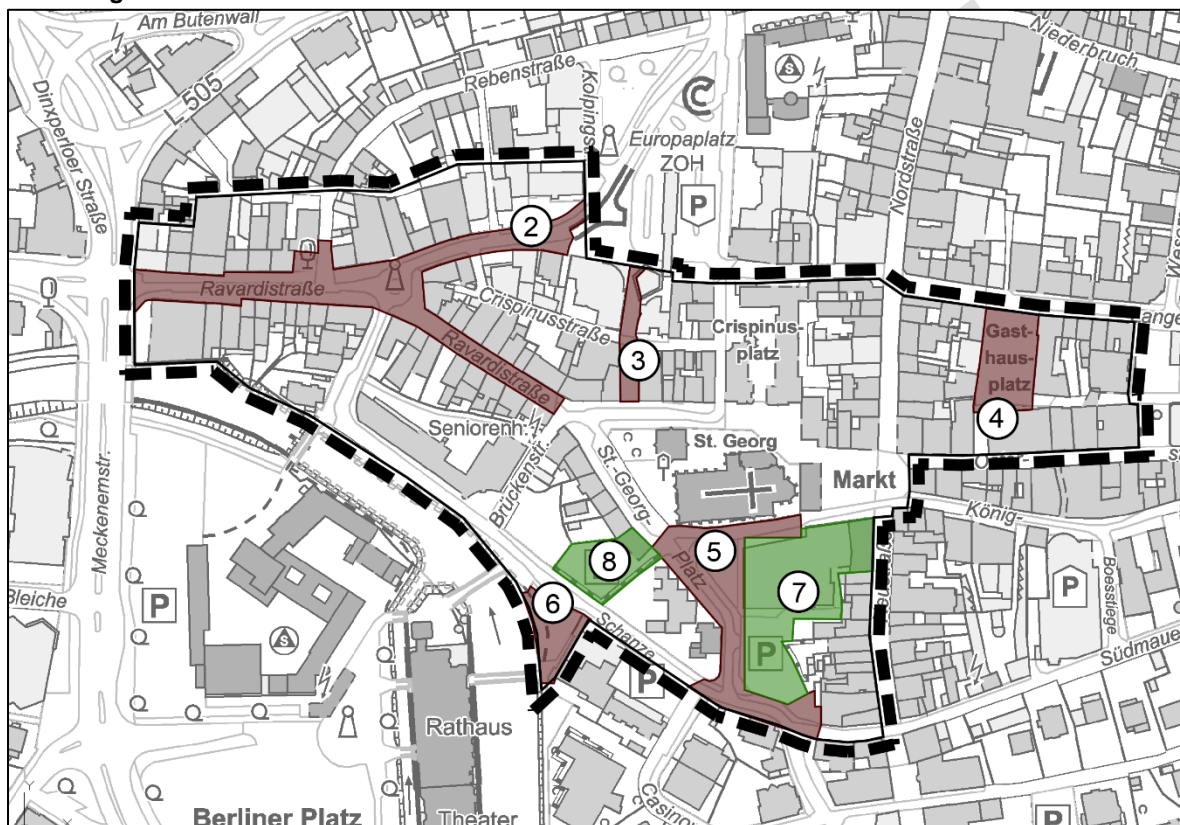 Am Butenwall
L 505
Dinxperloer Straße
Rebenstraße
Europaplatz
ZOH
P
Nordstraße
Niederbruch
S
2
Ravardistraße
Crispinusstraße
3
Crispinus-
platz
Gast-
haus-
platz
4
Ravardistraße
Seniorenh.
Brückenstr.
St. Georg-
Platz
St. Georg
Markt
König-
Meckenemstr.
Bleiche
P
S
5
8
7
6
P
P
P
Schanze
Boesstiege
Rathaus
Berliner Platz
Theater
P